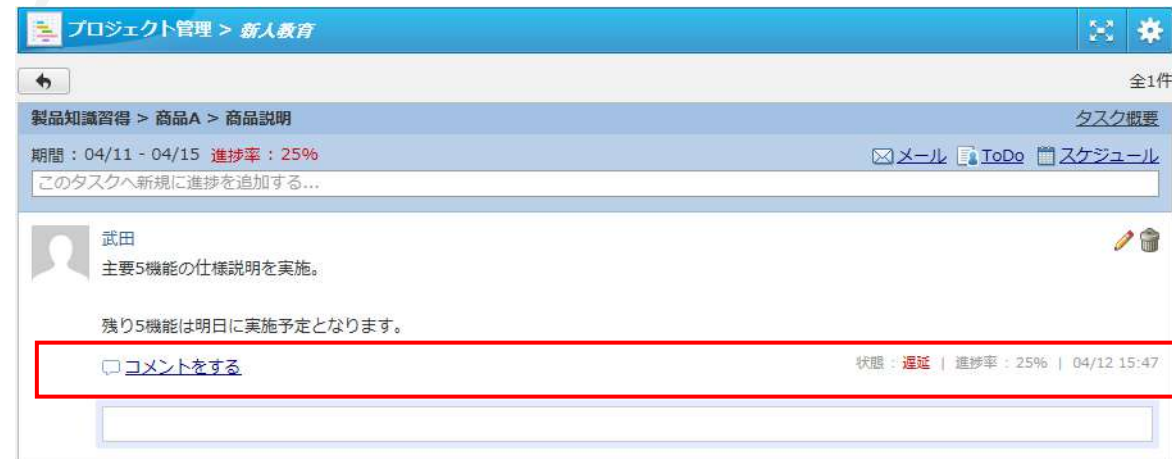 プロジェクト管理 > 新人教育
全1件
製品知識習得 > 商品A > 商品説明 タスク概要
期間 : 04/11 - 04/15 進捗率 : 25% メール ToDo スケジュール
このタスクへ新規に進捗を追加する...
武田
主要5機能の仕様説明を実施。
残り5機能は明日に実施予定となります。
コメントをする 状態 : 遅延 | 進捗率 : 25% | 04/12 15:47